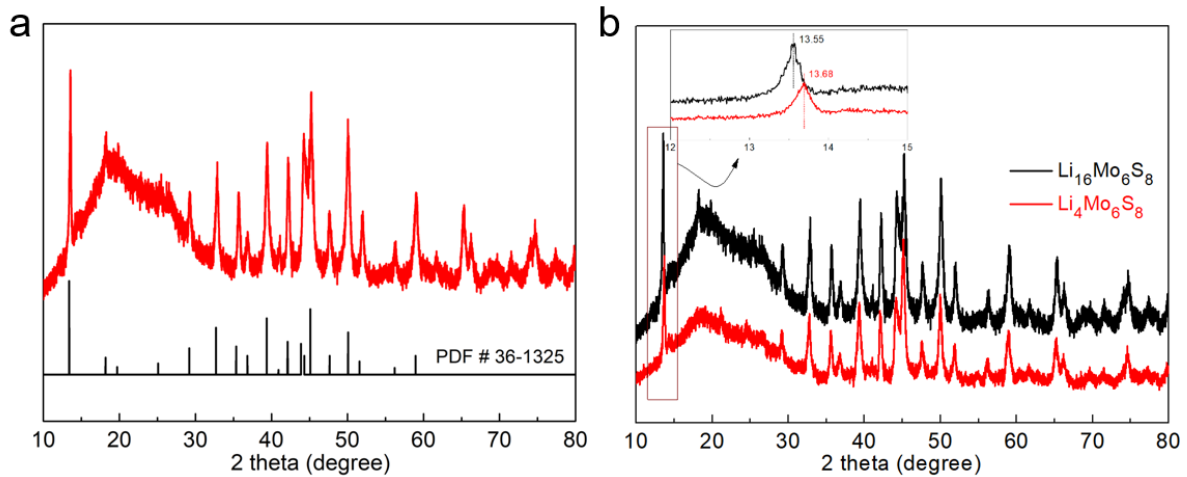 a
PDF # 36-1325
10 20 30 40 50 60 70 80
2 theta (degree)
b
13.55
13.68
12 13 14 15
Li₁₆Mo₆S₈
Li₄Mo₆S₈
10 20 30 40 50 60 70 80
2 theta (degree)